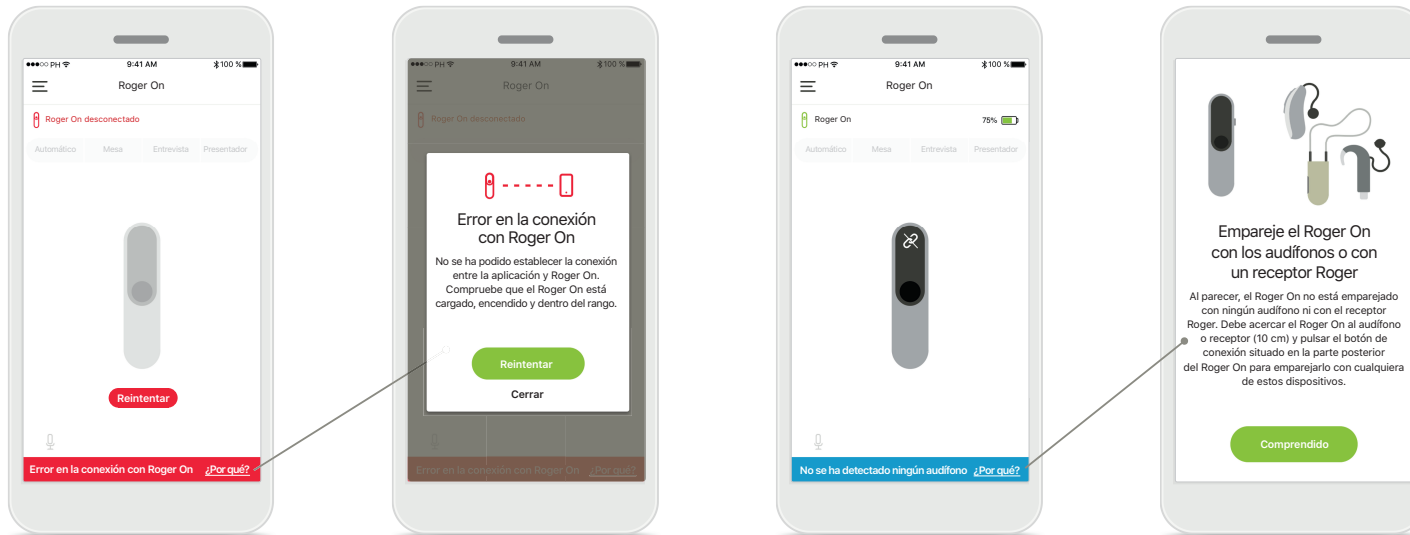 PH 9:41 AM 100 %
Roger On
Roger On desconectado
Automático Mesa Entrevista Presentador
Reintentar
Error en la conexión con Roger On ¿Por qué?
PH 9:41 AM 100 %
Roger On
Roger On desconectado
Error en la conexión
con Roger On
No se ha podido establecer la conexión
entre la aplicación y Roger On.
Compruebe que el Roger On está
cargado, encendido y dentro del rango.
Reintentar
Cerrar
Error en la conexión con Roger On ¿Por qué?
PH 9:41 AM 100 %
Roger On
Roger On 75%
Automático Mesa Entrevista Presentador
No se ha detectado ningún audífono ¿Por qué?
Empareje el Roger On
con los audífonos o con
un receptor Roger
Al parecer, el Roger On no está emparejado
con ningún audífono ni con el receptor
Roger. Debe acercar el Roger On al audífono
o receptor (10 cm) y pulsar el botón de
conexión situado en la parte posterior
del Roger On para emparejarlo con cualquiera
de estos dispositivos.
Comprendido